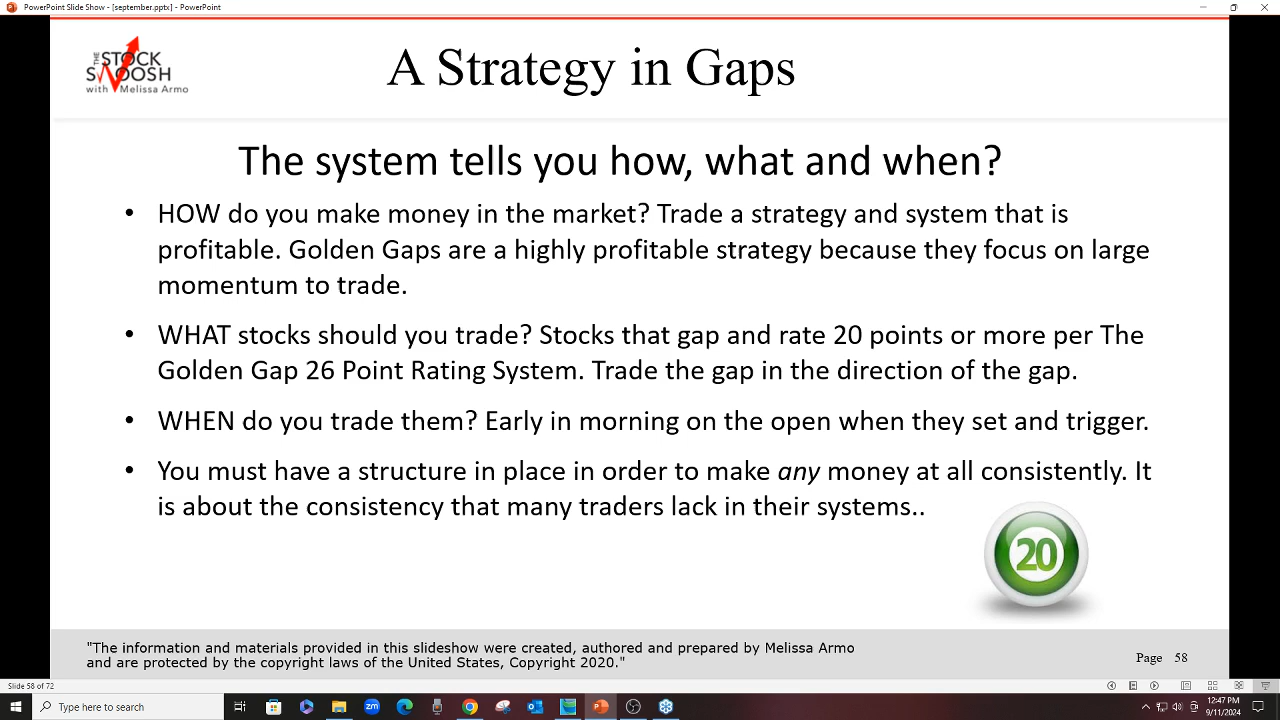 PowerPoint Slide Show - [september.pptx] - PowerPoint
THE
STOCK
SWOOSH
with Melissa Armo
A Strategy in Gaps
The system tells you how, what and when?
• HOW do you make money in the market? Trade a strategy and system that is
profitable. Golden Gaps are a highly profitable strategy because they focus on large
momentum to trade.
• WHAT stocks should you trade? Stocks that gap and rate 20 points or more per The
Golden Gap 26 Point Rating System. Trade the gap in the direction of the gap.
• WHEN do you trade them? Early in morning on the open when they set and trigger.
• You must have a structure in place in order to make any money at all consistently. It
is about the consistency that many traders lack in their systems..
20
"The information and materials provided in this slideshow were created, authored and prepared by Melissa Armo
and are protected by the copyright laws of the United States, Copyright 2020."
Page 58
Slide 58 of 72
Type here to search
zm
12:47 PM
9/11/2024